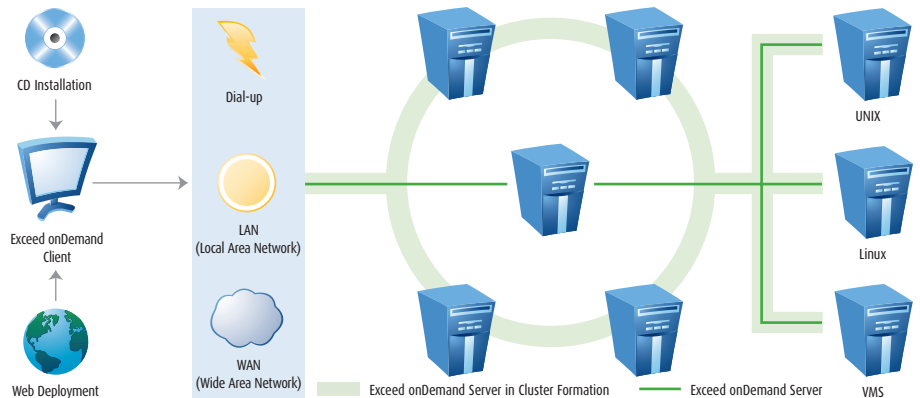 CD Installation
Exceed onDemand
Client
Web Deployment
Dial-up
LAN
(Local Area Network)
WAN
(Wide Area Network)
UNIX
Linux
VMS
Exceed onDemand Server in Cluster Formation
Exceed onDemand Server